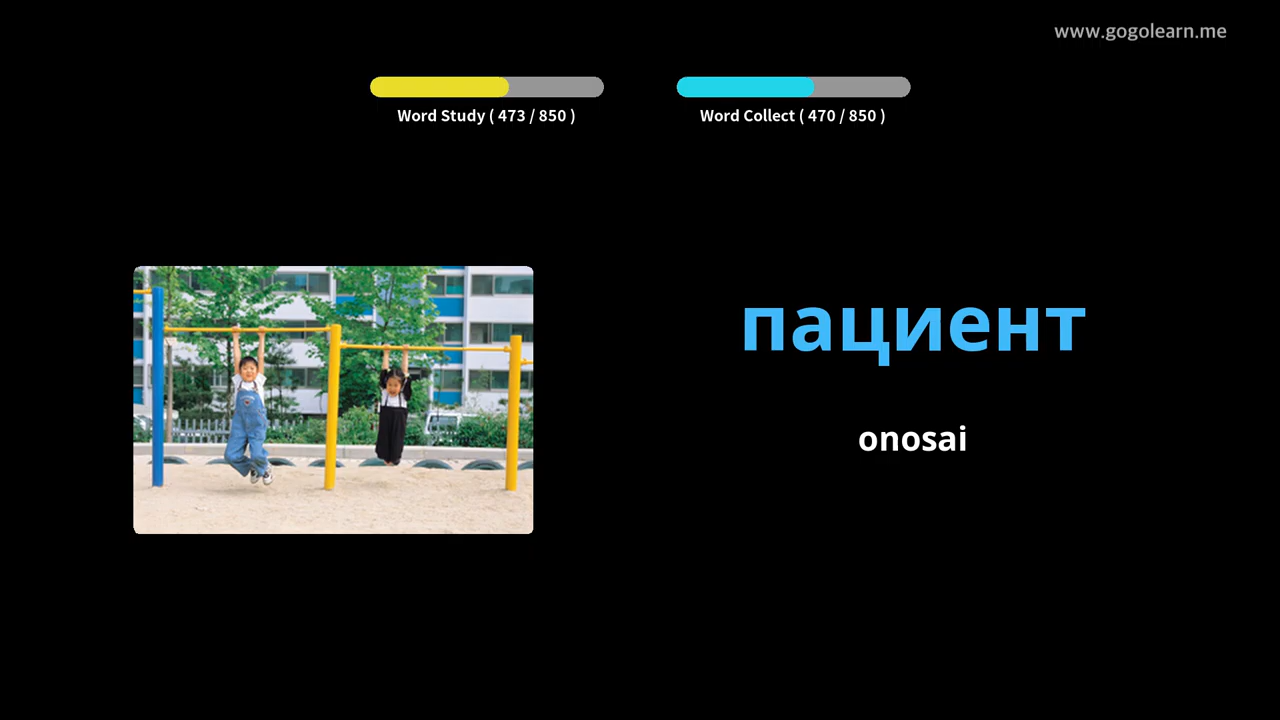 www.gogolearn.me
Word Study ( 473 / 850 )
Word Collect ( 470 / 850 )
пациент
onosai